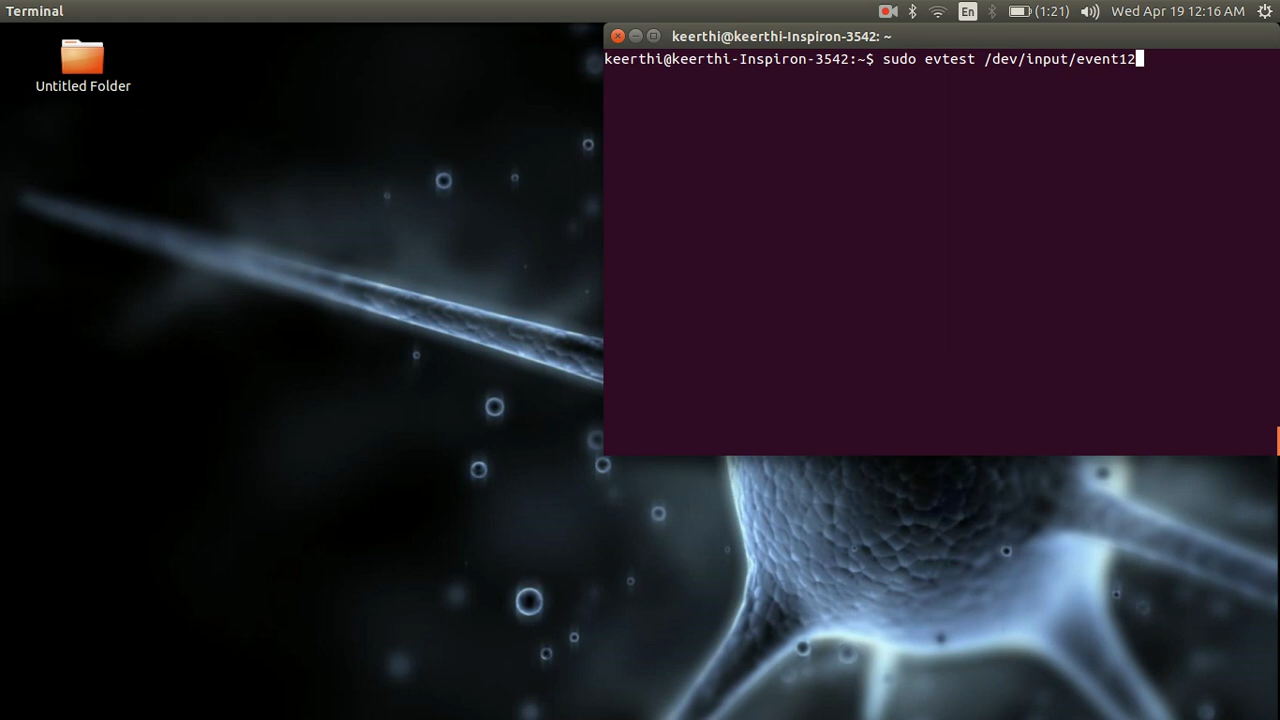 Terminal
En
(1:21)
Wed Apr 19 12:16 AM
Untitled Folder
keerthi@keerthi-Inspiron-3542: ~
keerthi@keerthi-Inspiron-3542:~$ sudo evtest /dev/input/event12